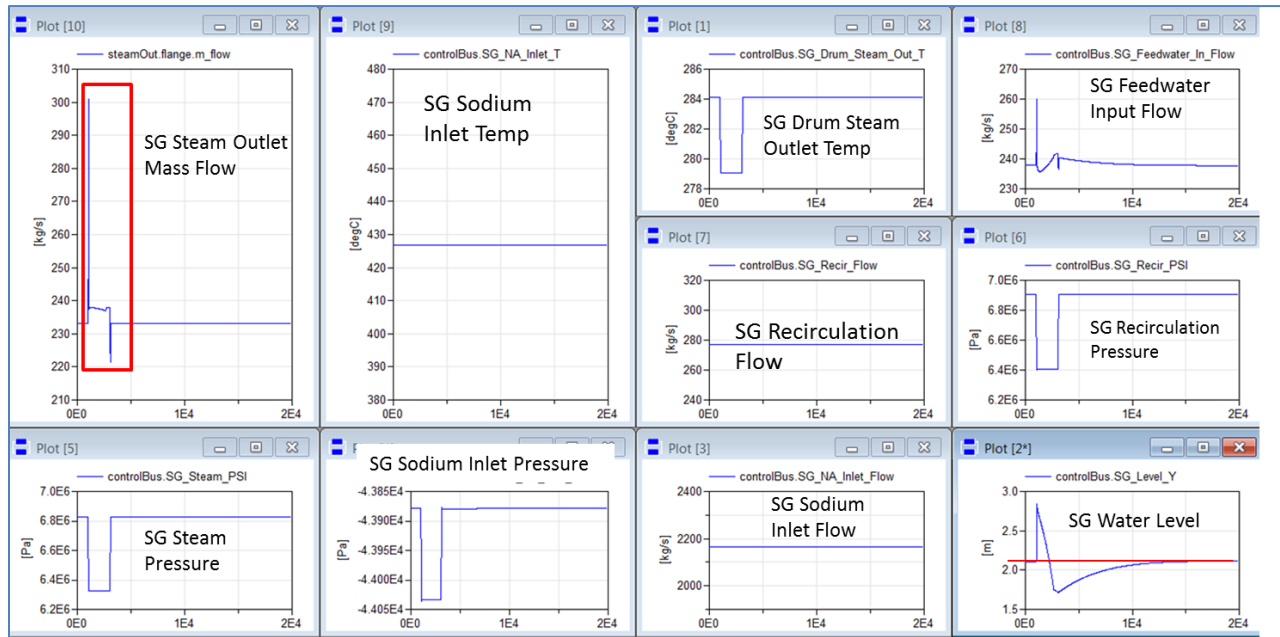 Plot [10]
steamOut.flange.m_flow
310
300
290
280
270
260
250
240
230
220
210
[kg/s]
0E0 1E4 2E4
SG Steam Outlet
Mass Flow
Plot [9]
controlBus.SG_NA_Inlet_T
480
470
460
450
440
430
420
410
400
390
380
[degC]
0E0 1E4 2E4
SG Sodium
Inlet Temp
Plot [1]
controlBus.SG_Drum_Steam_Out_T
286
284
282
280
278
[degC]
0E0 1E4 2E4
SG Drum Steam
Outlet Temp
Plot [8]
controlBus.SG_Feedwater_In_Flow
270
260
250
240
230
[kg/s]
0E0 1E4 2E4
SG Feedwater
Input Flow
Plot [7]
controlBus.SG_Recir_Flow
320
300
280
260
240
[kg/s]
0E0 1E4 2E4
SG Recirculation
Flow
Plot [6]
controlBus.SG_Recir_PSI
7.0E6
6.8E6
6.6E6
6.4E6
6.2E6
[Pa]
0E0 1E4 2E4
SG Recirculation
Pressure
Plot [5]
controlBus.SG_Steam_PSI
7.0E6
6.8E6
6.6E6
6.4E6
6.2E6
[Pa]
0E0 1E4 2E4
SG Steam
Pressure
SG Sodium Inlet Pressure
-4.385E4
-4.390E4
-4.395E4
-4.400E4
-4.405E4
[Pa]
0E0 1E4 2E4
Plot [3]
controlBus.SG_NA_Inlet_Flow
2400
2200
2000
[kg/s]
0E0 1E4 2E4
SG Sodium
Inlet Flow
Plot [2*]
controlBus.SG_Level_Y
3.0
2.5
2.0
1.5
[m]
0E0 1E4 2E4
SG Water Level